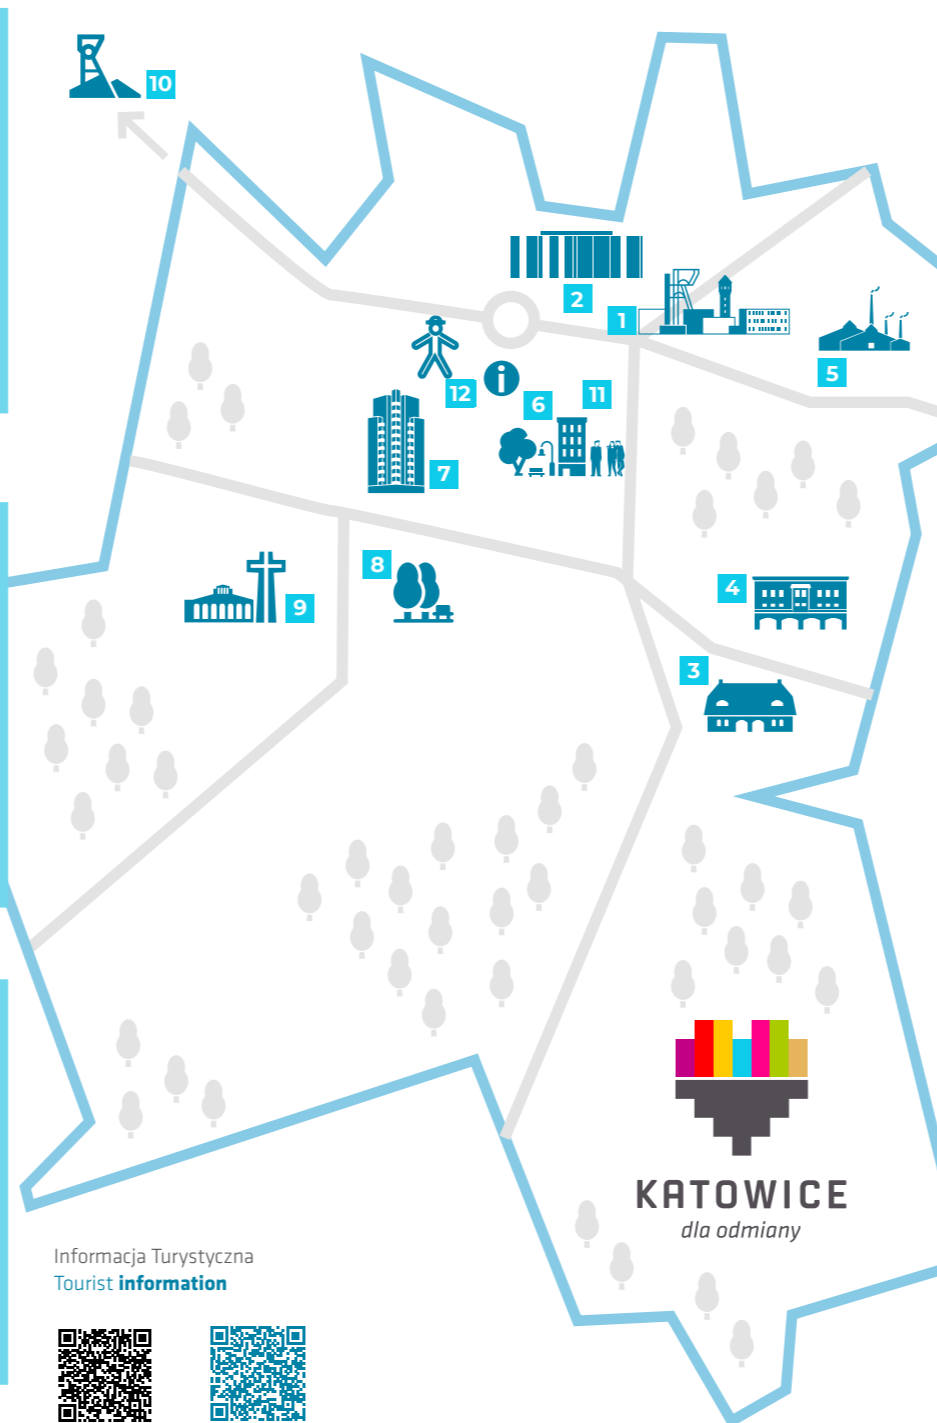 10
2
1
5
12
i
6
11
7
8
9
4
3
KATOWICE
dla odmiany
Informacja Turystyczna
Tourist information